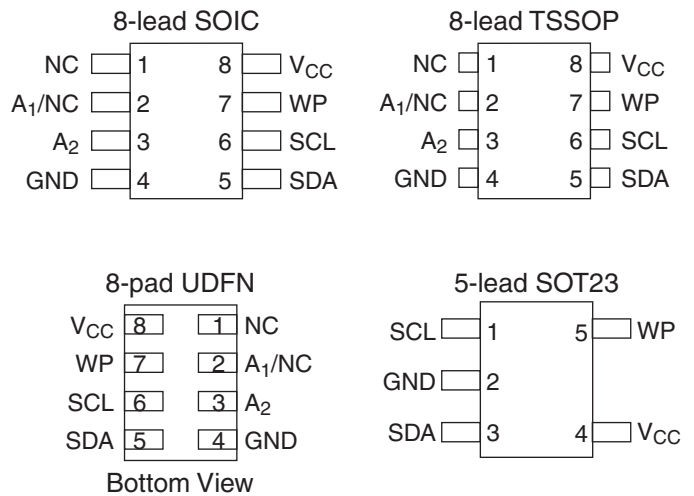 8-lead SOIC
NC 1 8 VCC
A1/NC 2 7 WP
A2 3 6 SCL
GND 4 5 SDA
8-lead TSSOP
NC 1 8 VCC
A1/NC 2 7 WP
A2 3 6 SCL
GND 4 5 SDA
8-pad UDFN
VCC 8 1 NC
WP 7 2 A1/NC
SCL 6 3 A2
SDA 5 4 GND
Bottom View
5-lead SOT23
SCL 1 5 WP
GND 2
SDA 3 4 VCC